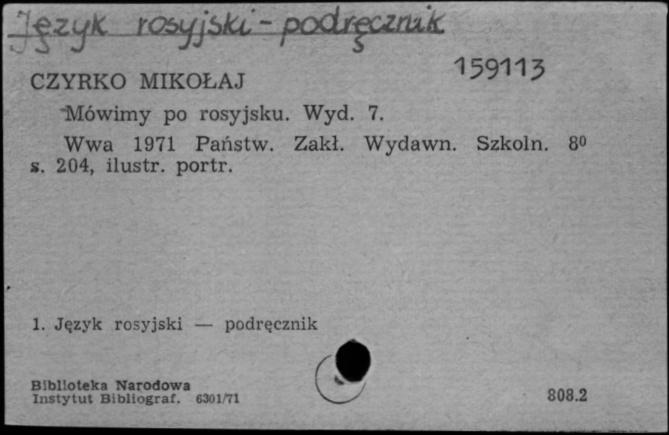 Język rosyjski - podręcznik
159113
CZYRKO MIKOŁAJ
Mówimy po rosyjsku. Wyd. 7.
Wwa 1971 Państw. Zakł. Wydawn. Szkoln. 8⁰
s. 204, ilustr. portr.
1. Język rosyjski — podręcznik
Biblioteka Narodowa
Instytut Bibliograf. 6301/71
808.2